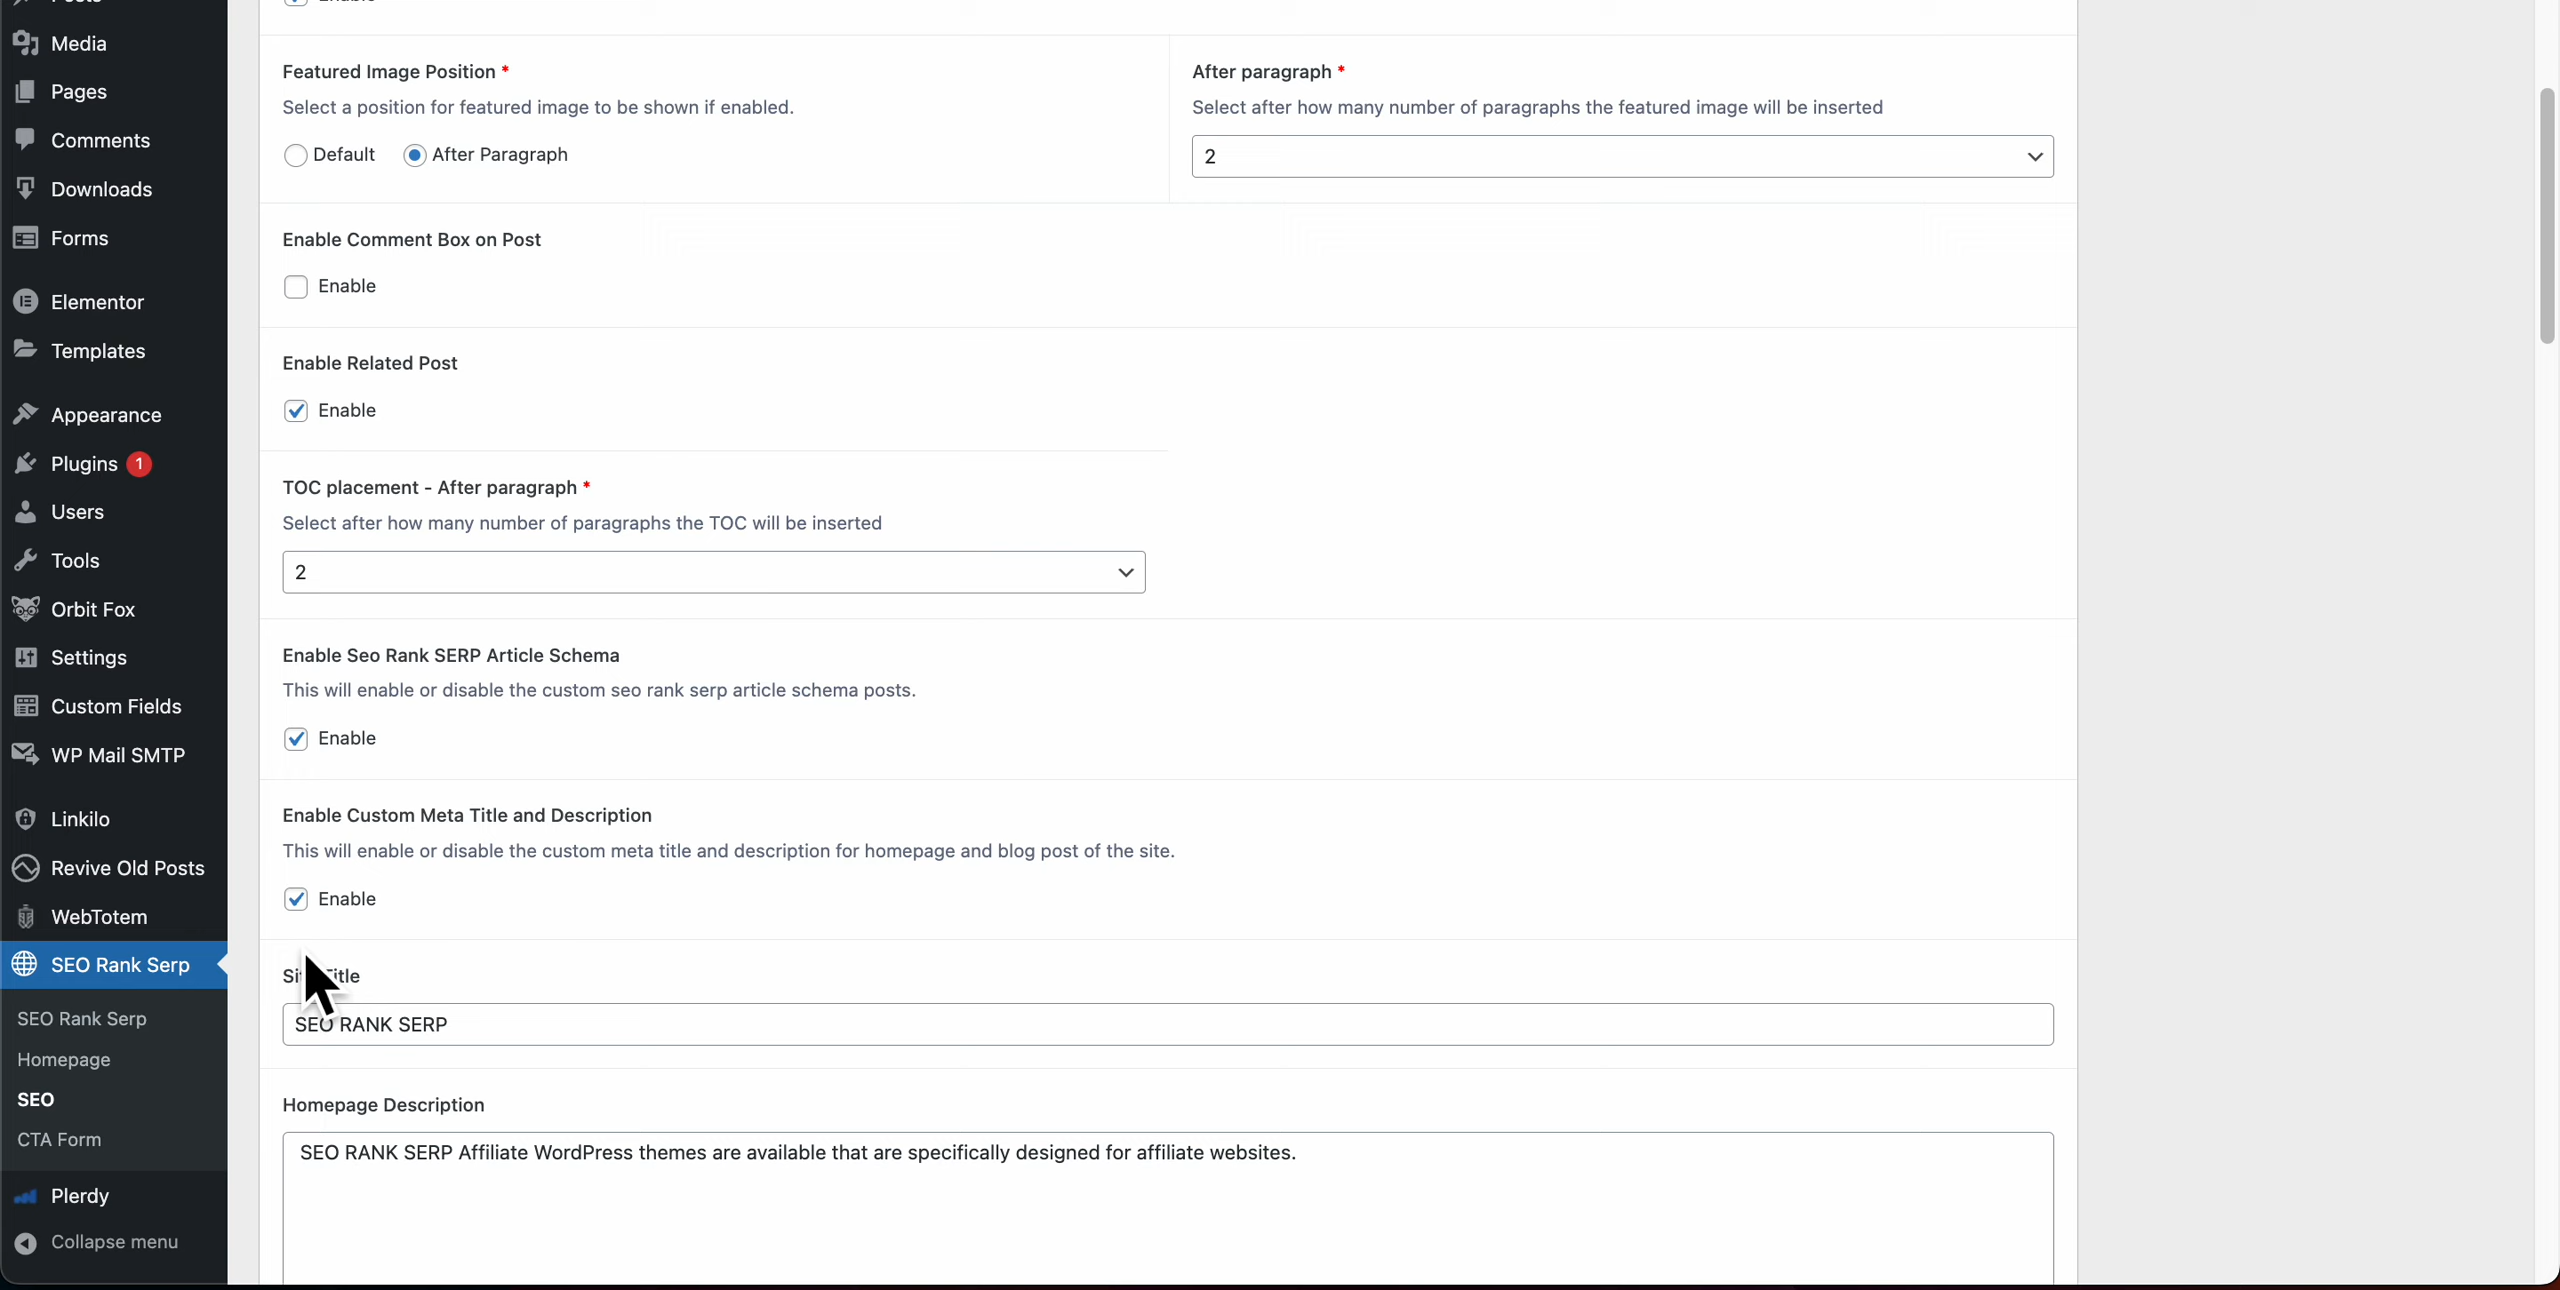 Media
Pages
Comments
Downloads
Forms
Elementor
Templates
Appearance
Plugins 1
Users
Tools
Orbit Fox
Settings
Custom Fields
WP Mail SMTP
Linkilo
Revive Old Posts
WebTotem
SEO Rank Serp
SEO Rank Serp
Homepage
SEO
CTA Form
Plerdy
Collapse menu
Featured Image Position *
Select a position for featured image to be shown if enabled.
Default After Paragraph
After paragraph *
Select after how many number of paragraphs the featured image will be inserted
2
Enable Comment Box on Post
Enable
Enable Related Post
Enable
TOC placement - After paragraph *
Select after how many number of paragraphs the TOC will be inserted
2
Enable Seo Rank SERP Article Schema
This will enable or disable the custom seo rank serp article schema posts.
Enable
Enable Custom Meta Title and Description
This will enable or disable the custom meta title and description for homepage and blog post of the site.
Enable
Site Title
SEO RANK SERP
Homepage Description
SEO RANK SERP Affiliate WordPress themes are available that are specifically designed for affiliate websites.